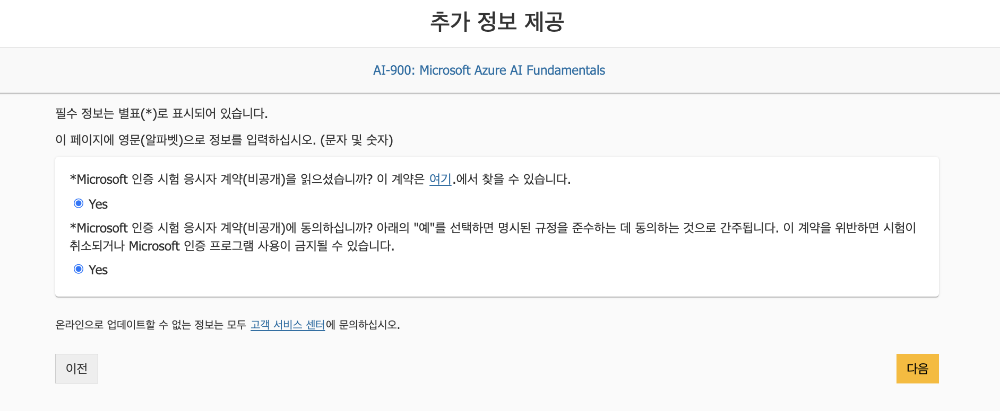 추가 정보 제공
AI-900: Microsoft Azure AI Fundamentals
필수 정보는 별표(*)로 표시되어 있습니다.
이 페이지에 영문(알파벳)으로 정보를 입력하십시오. (문자 및 숫자)
*Microsoft 인증 시험 응시자 계약(비공개)을 읽으셨습니까? 이 계약은 여기.에서 찾을 수 있습니다.
Yes
*Microsoft 인증 시험 응시자 계약(비공개)에 동의하십니까? 아래의 "예"를 선택하면 명시된 규정을 준수하는 데 동의하는 것으로 간주됩니다. 이 계약을 위반하면 시험이
취소되거나 Microsoft 인증 프로그램 사용이 금지될 수 있습니다.
Yes
온라인으로 업데이트할 수 없는 정보는 모두 고객 서비스 센터에 문의하십시오.
이전
다음